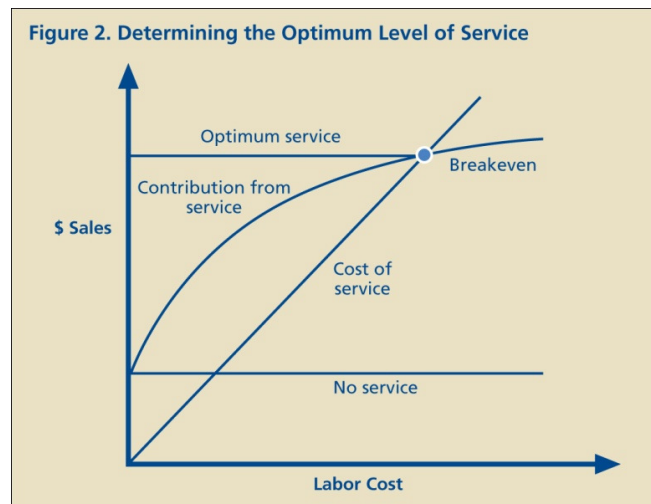 Figure 2. Determining the Optimum Level of Service
Optimum service
Breakeven
Contribution from
service
$ Sales
Cost of
service
No service
Labor Cost